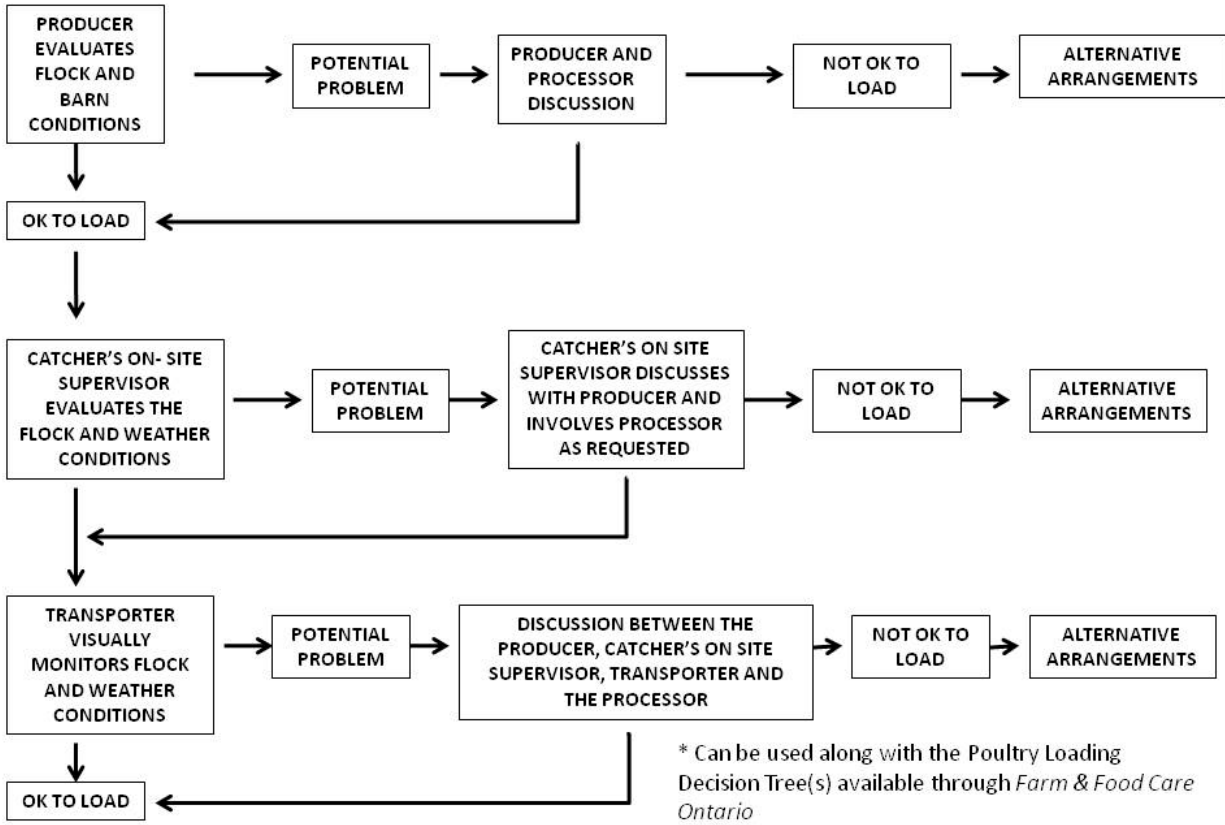 PRODUCER
EVALUATES
FLOCK AND
BARN
CONDITIONS
POTENTIAL
PROBLEM
PRODUCER AND
PROCESSOR
DISCUSSION
NOT OK TO
LOAD
ALTERNATIVE
ARRANGEMENTS
OK TO LOAD
CATCHER’S ON- SITE
SUPERVISOR
EVALUATES THE
FLOCK AND WEATHER
CONDITIONS
POTENTIAL
PROBLEM
CATCHER’S ON SITE
SUPERVISOR DISCUSSES
WITH PRODUCER AND
INVOLVES PROCESSOR
AS REQUESTED
NOT OK TO
LOAD
ALTERNATIVE
ARRANGEMENTS
TRANSPORTER
VISUALLY
MONITORS FLOCK
AND WEATHER
CONDITIONS
POTENTIAL
PROBLEM
DISCUSSION BETWEEN THE
PRODUCER, CATCHER’S ON SITE
SUPERVISOR, TRANSPORTER AND
THE PROCESSOR
NOT OK TO
LOAD
ALTERNATIVE
ARRANGEMENTS
OK TO LOAD
* Can be used along with the Poultry Loading
Decision Tree(s) available through Farm & Food Care
Ontario